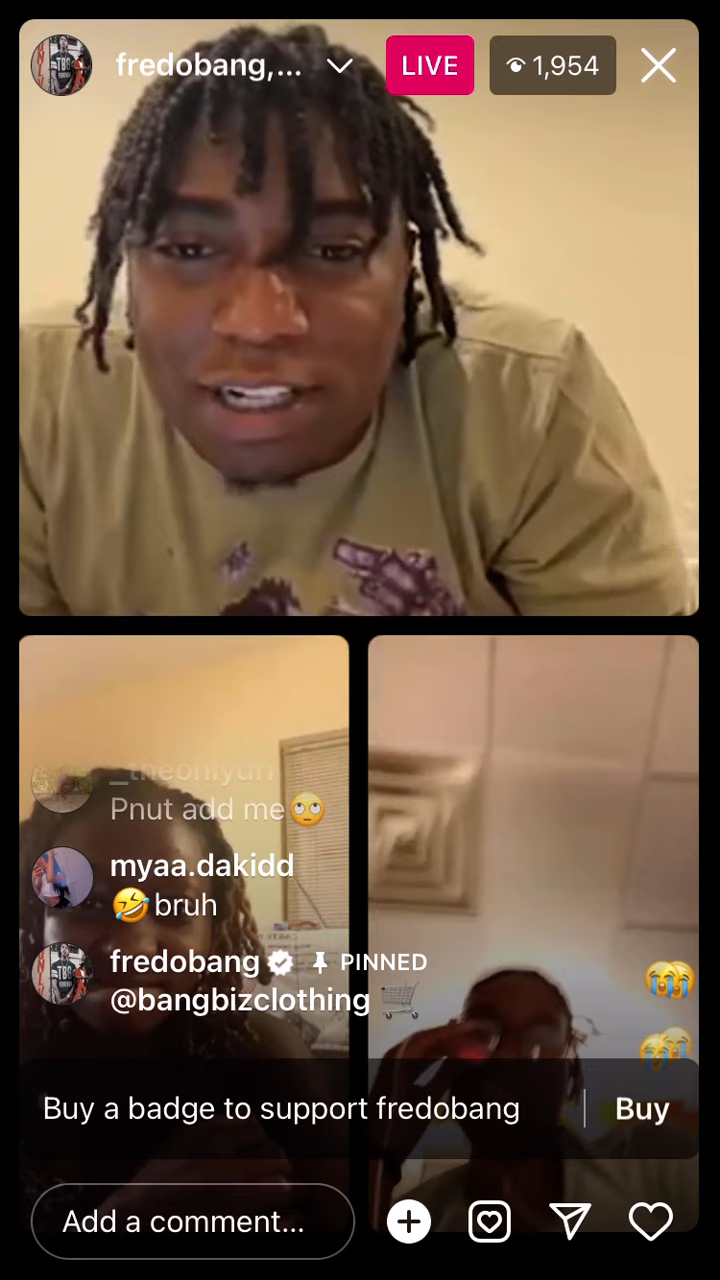 fredobang,...
LIVE
1,954
_theonlydri
Pnut add me🙄
myaa.dakidd
🤣bruh
fredobang PINNED
@bangbizclothing 🛒
Buy a badge to support fredobang
Buy
Add a comment...